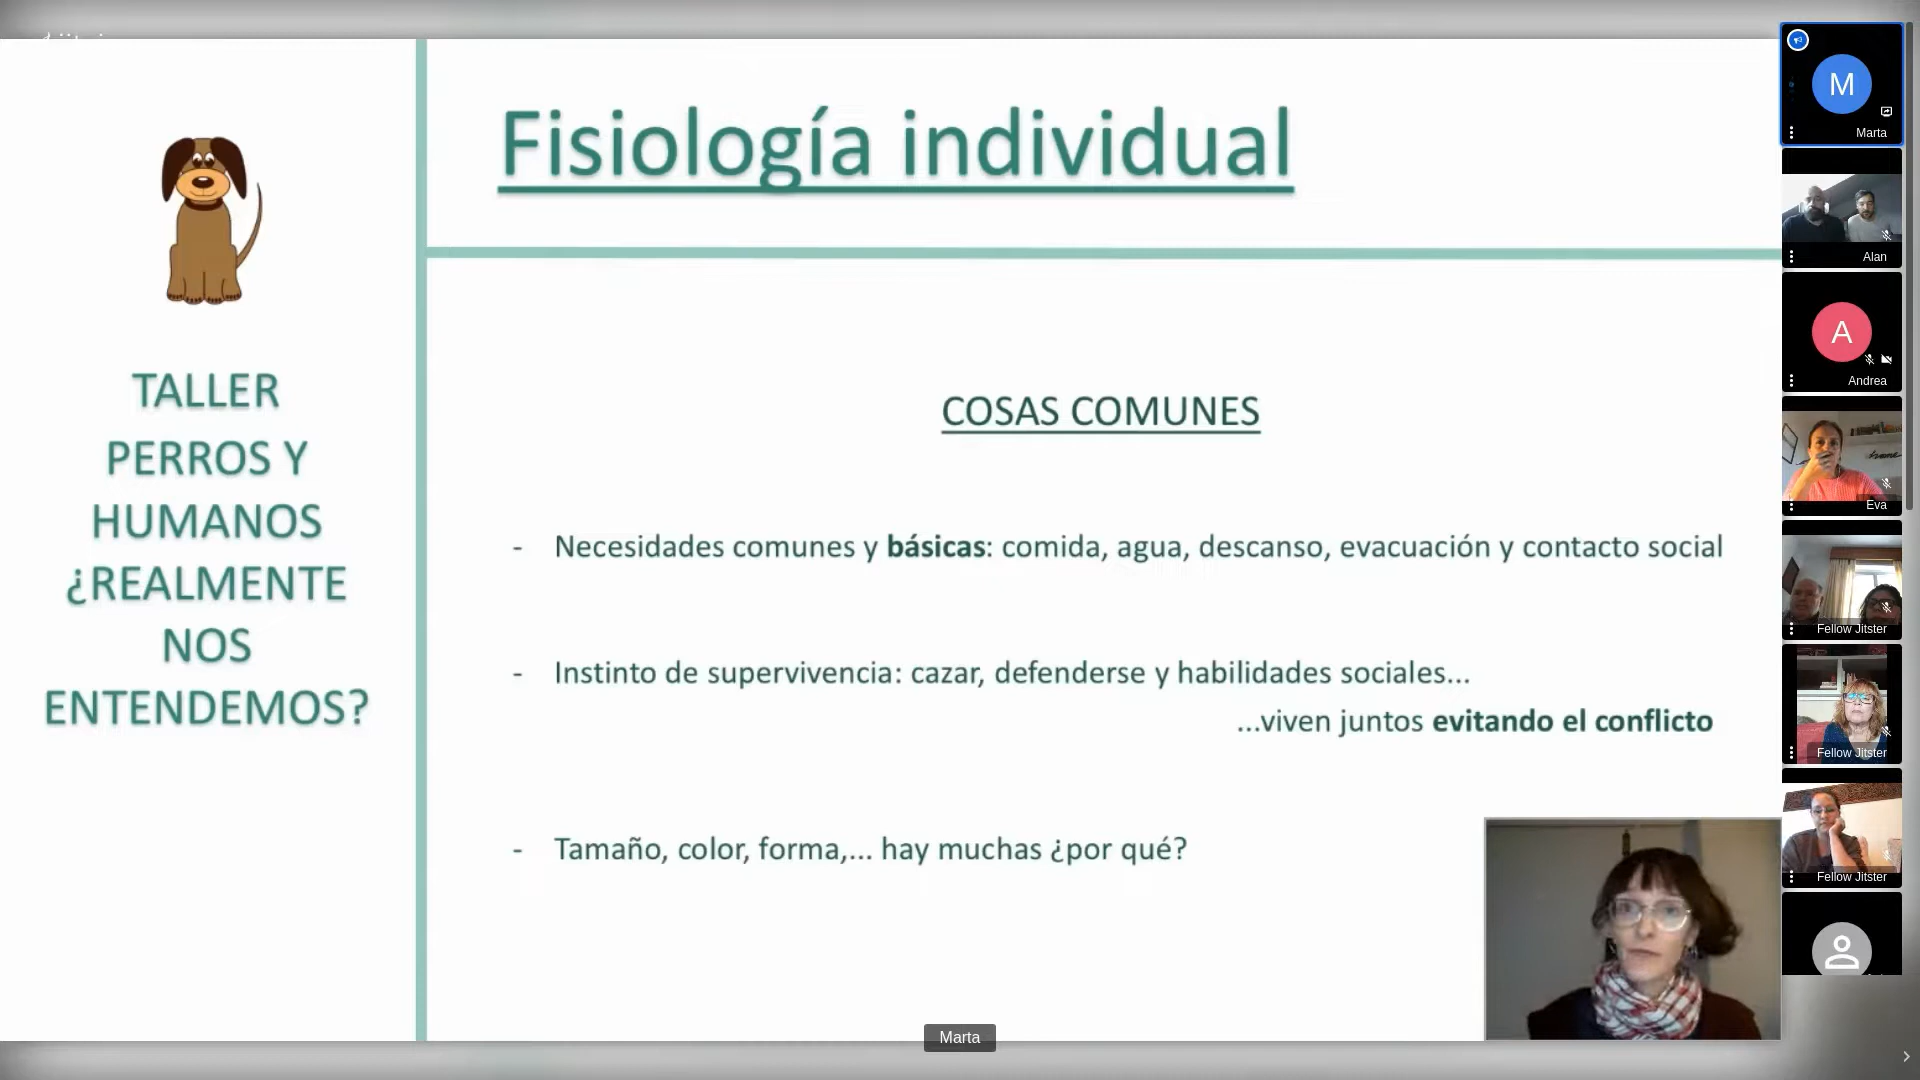 Fisiología individual
TALLER
PERROS Y
HUMANOS
¿REALMENTE
NOS
ENTENDEMOS?
COSAS COMUNES
- Necesidades comunes y básicas: comida, agua, descanso, evacuación y contacto social
- Instinto de supervivencia: cazar, defenderse y habilidades sociales...
...viven juntos evitando el conflicto
- Tamaño, color, forma,... hay muchas ¿por qué?
Marta
M
Marta
Alan
A
Andrea
Eva
Fellow Jitster
Fellow Jitster
Fellow Jitster